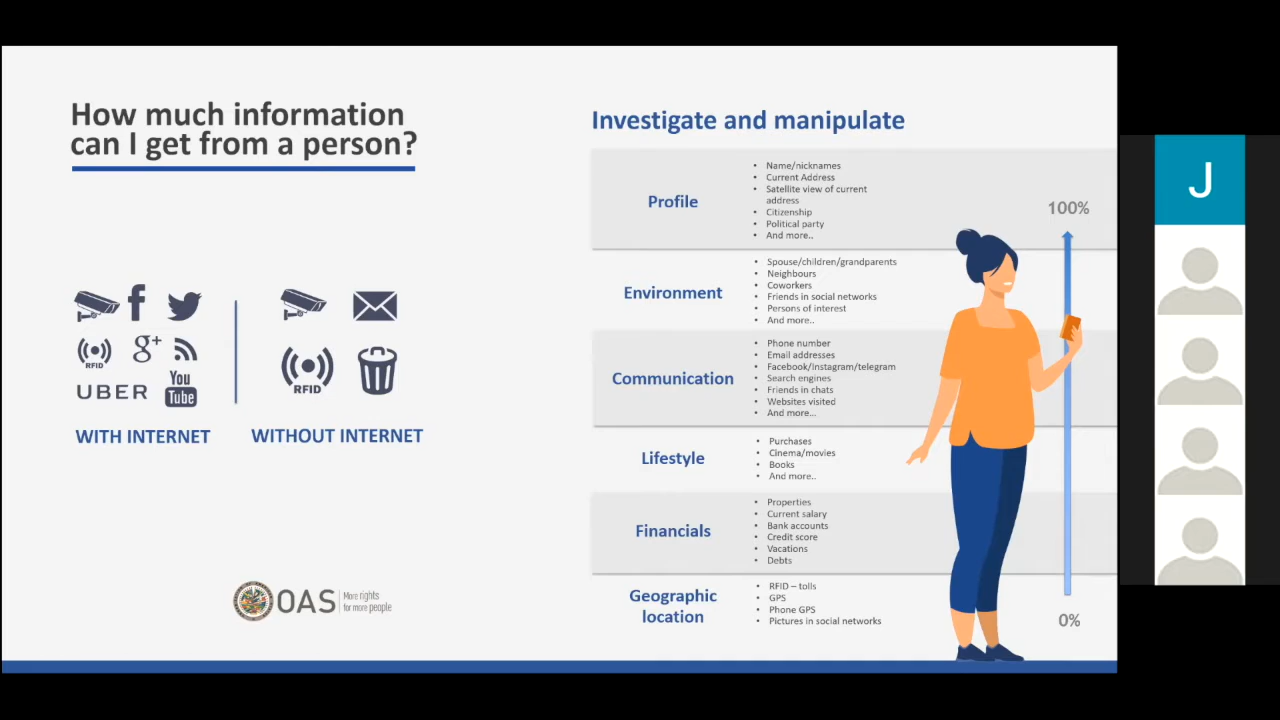 How much information
can I get from a person?
f
RFID
g+
UBER
You
Tube
WITH INTERNET
RFID
WITHOUT INTERNET
OAS
More rights
for more people
Investigate and manipulate
Profile
• Name/nicknames
• Current Address
• Satellite view of current
address
• Citizenship
• Political party
• And more..
Environment
• Spouse/children/grandparents
• Neighbours
• Coworkers
• Friends in social networks
• Persons of interest
• And more..
Communication
• Phone number
• Email addresses
• Facebook/Instagram/telegram
• Search engines
• Friends in chats
• Websites visited
• And more...
Lifestyle
• Purchases
• Cinema/movies
• Books
• And more..
Financials
• Properties
• Current salary
• Bank accounts
• Credit score
• Vacations
• Debts
Geographic
location
• RFID – tolls
• GPS
• Phone GPS
• Pictures in social networks
100%
0%
J